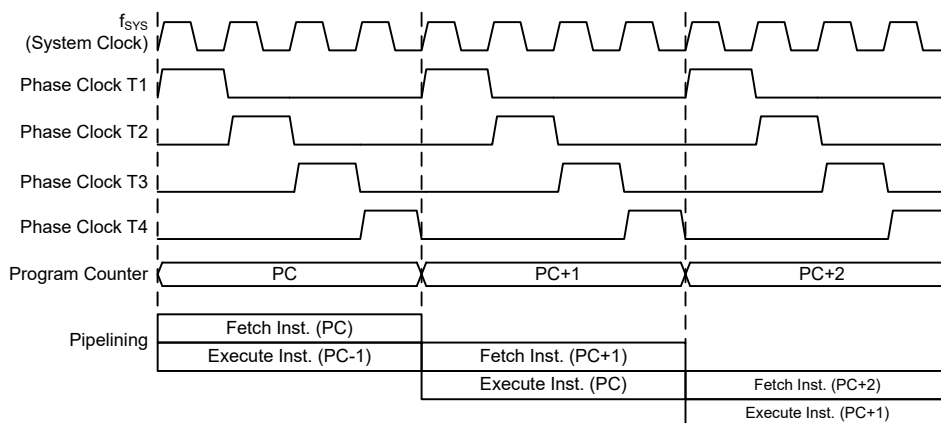 fSYS
(System Clock)
Phase Clock T1
Phase Clock T2
Phase Clock T3
Phase Clock T4
Program Counter PC PC+1 PC+2
Pipelining
Fetch Inst. (PC)
Execute Inst. (PC-1) Fetch Inst. (PC+1)
Execute Inst. (PC) Fetch Inst. (PC+2)
Execute Inst. (PC+1)